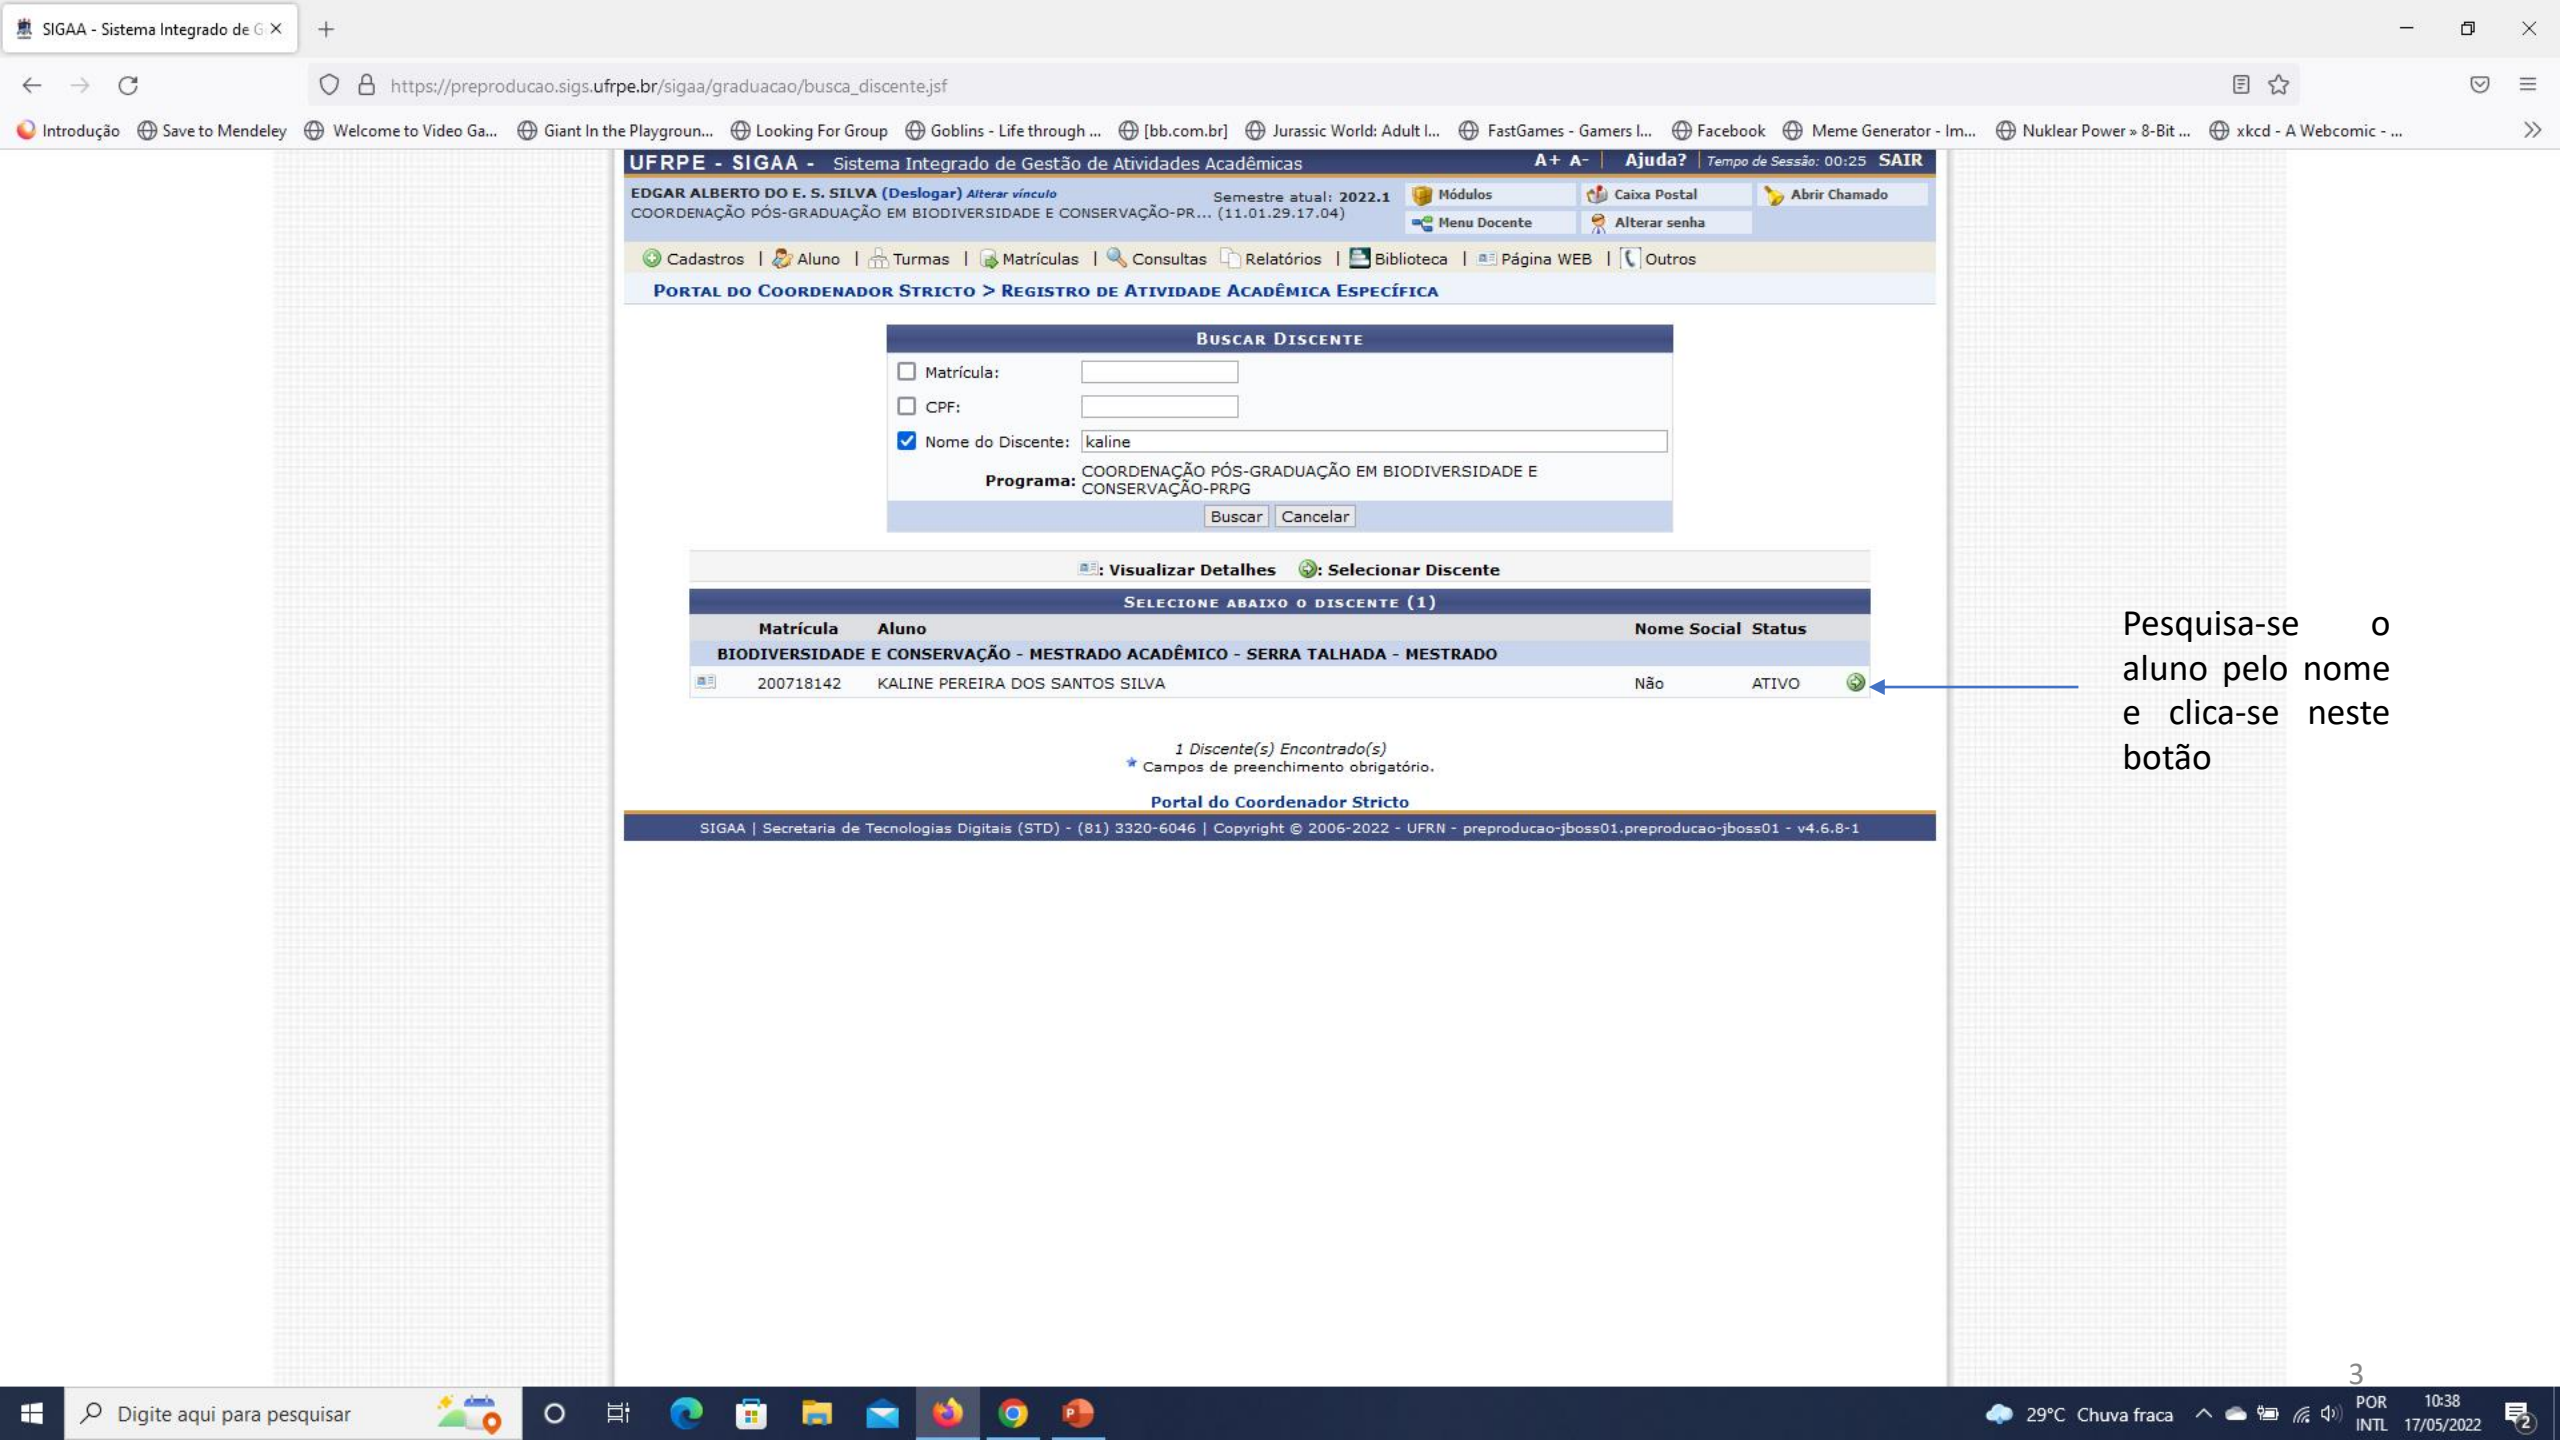 SIGAA - Sistema Integrado de G
https://preproducao.sigs.ufrpe.br/sigaa/graduacao/busca_discente.jsf
Introdução Save to Mendeley Welcome to Video Ga... Giant In the Playgroun... Looking For Group Goblins - Life through ... [bb.com.br] Jurassic World: Adult I... FastGames - Gamers I... Facebook Meme Generator - Im... Nuklear Power » 8-Bit ... xkcd - A Webcomic - ...
UFRPE - SIGAA - Sistema Integrado de Gestão de Atividades Acadêmicas A+ A- | Ajuda? | Tempo de Sessão: 00:25 SAIR
EDGAR ALBERTO DO E. S. SILVA (Deslogar) Alterar vínculo Semestre atual: 2022.1 Módulos Caixa Postal Abrir Chamado
COORDENAÇÃO PÓS-GRADUAÇÃO EM BIODIVERSIDADE E CONSERVAÇÃO-PR... (11.01.29.17.04)
Menu Docente Alterar senha
Cadastros | Aluno | Turmas | Matrículas | Consultas Relatórios | Biblioteca | Página WEB | Outros
PORTAL DO COORDENADOR STRICTO > REGISTRO DE ATIVIDADE ACADÊMICA ESPECÍFICA
BUSCAR DISCENTE
Matrícula:
CPF:
Nome do Discente: kaline
Programa: COORDENAÇÃO PÓS-GRADUAÇÃO EM BIODIVERSIDADE E
CONSERVAÇÃO-PRPG
Buscar Cancelar
: Visualizar Detalhes : Selecionar Discente
SELECIONE ABAIXO O DISCENTE (1)
Matrícula Aluno Nome Social Status
BIODIVERSIDADE E CONSERVAÇÃO - MESTRADO ACADÊMICO - SERRA TALHADA - MESTRADO
200718142 KALINE PEREIRA DOS SANTOS SILVA Não ATIVO
Pesquisa-se o
aluno pelo nome
e clica-se neste
botão
1 Discente(s) Encontrado(s)
* Campos de preenchimento obrigatório.
Portal do Coordenador Stricto
SIGAA | Secretaria de Tecnologias Digitais (STD) - (81) 3320-6046 | Copyright © 2006-2022 - UFRN - preproducao-jboss01.preproducao-jboss01 - v4.6.8-1
3
Digite aqui para pesquisar 29°C Chuva fraca POR 10:38
INTL 17/05/2022 2